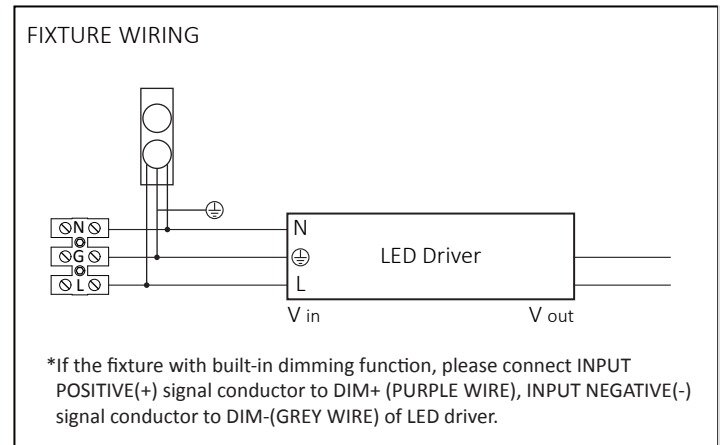 FIXTURE WIRING
N
G
L
N
L
LED Driver
V in
V out
*If the fixture with built-in dimming function, please connect INPUT
POSITIVE(+) signal conductor to DIM+ (PURPLE WIRE), INPUT NEGATIVE(-)
signal conductor to DIM-(GREY WIRE) of LED driver.